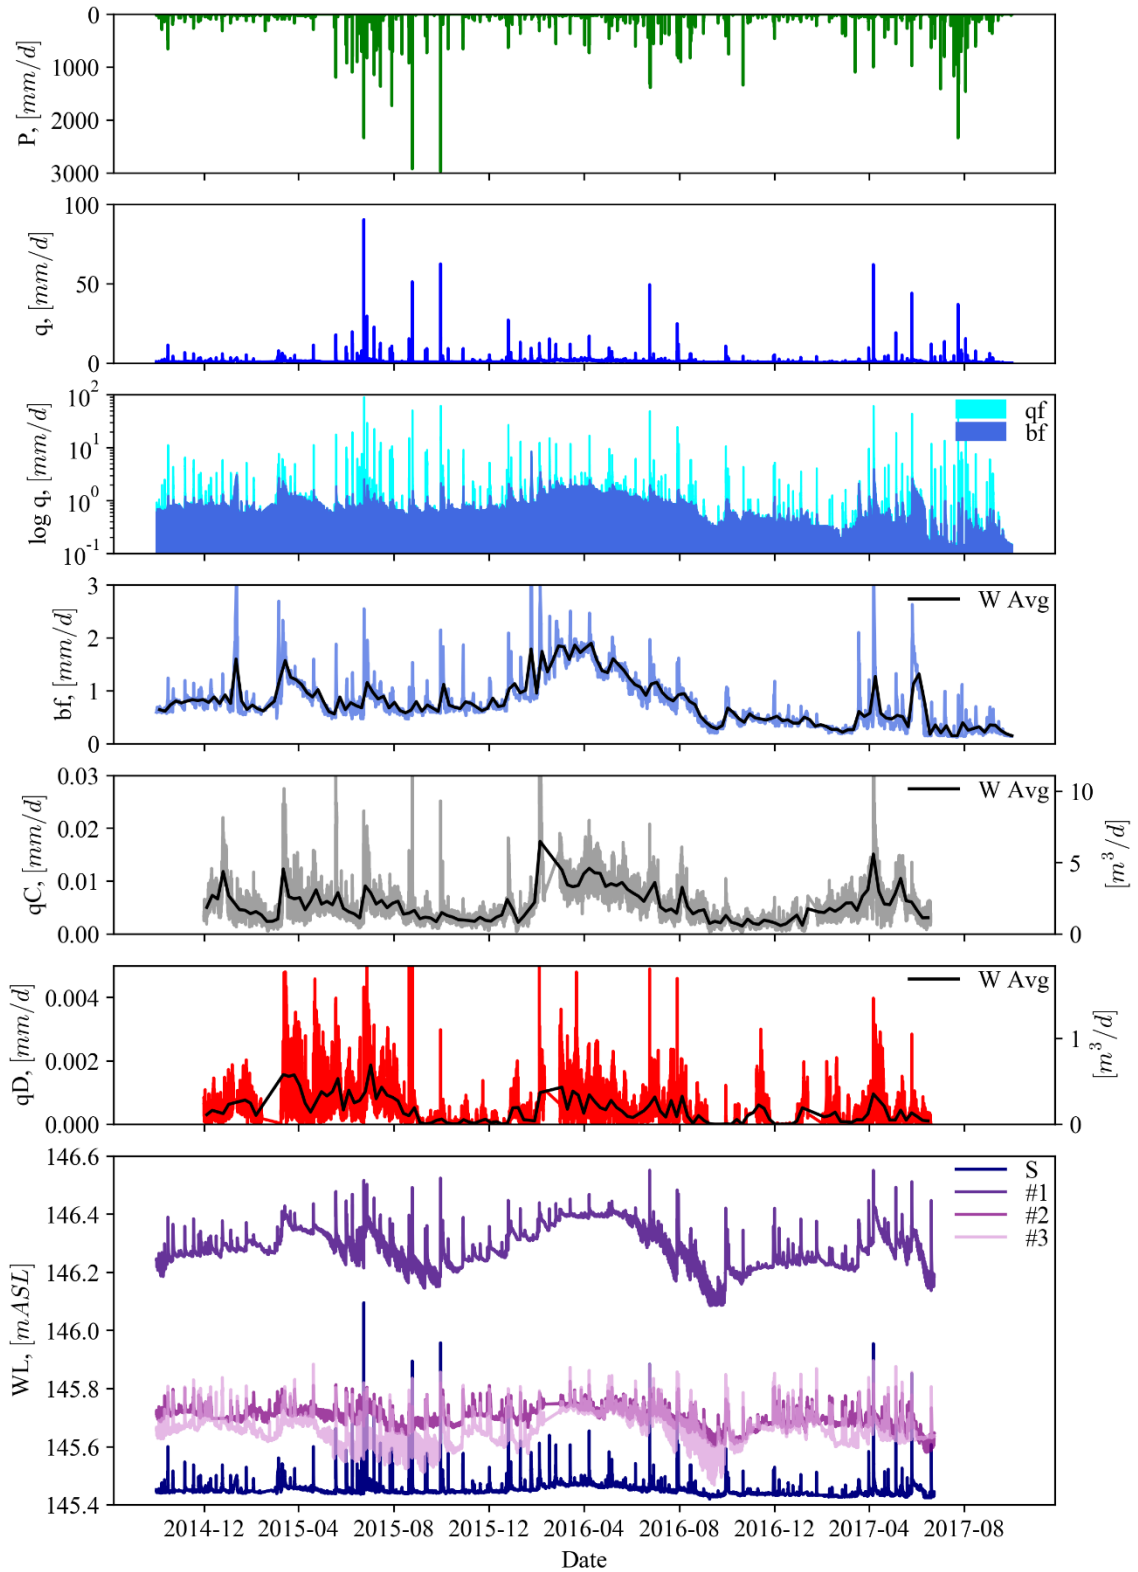 0
1000
2000
3000
P, [mm/d]
100
50
0
q, [mm/d]
10²
10¹
10⁰
10⁻¹
log q, [mm/d]
qf
bf
3
2
1
0
bf, [mm/d]
W Avg
0.03
0.02
0.01
0.00
qC, [mm/d]
W Avg
10
5
0
[m³/d]
0.004
0.002
0.000
qD, [mm/d]
W Avg
1
0
[m³/d]
146.6
146.4
146.2
146.0
145.8
145.6
145.4
WL, [mASL]
S
#1
#2
#3
2014-12 2015-04 2015-08 2015-12 2016-04 2016-08 2016-12 2017-04 2017-08
Date